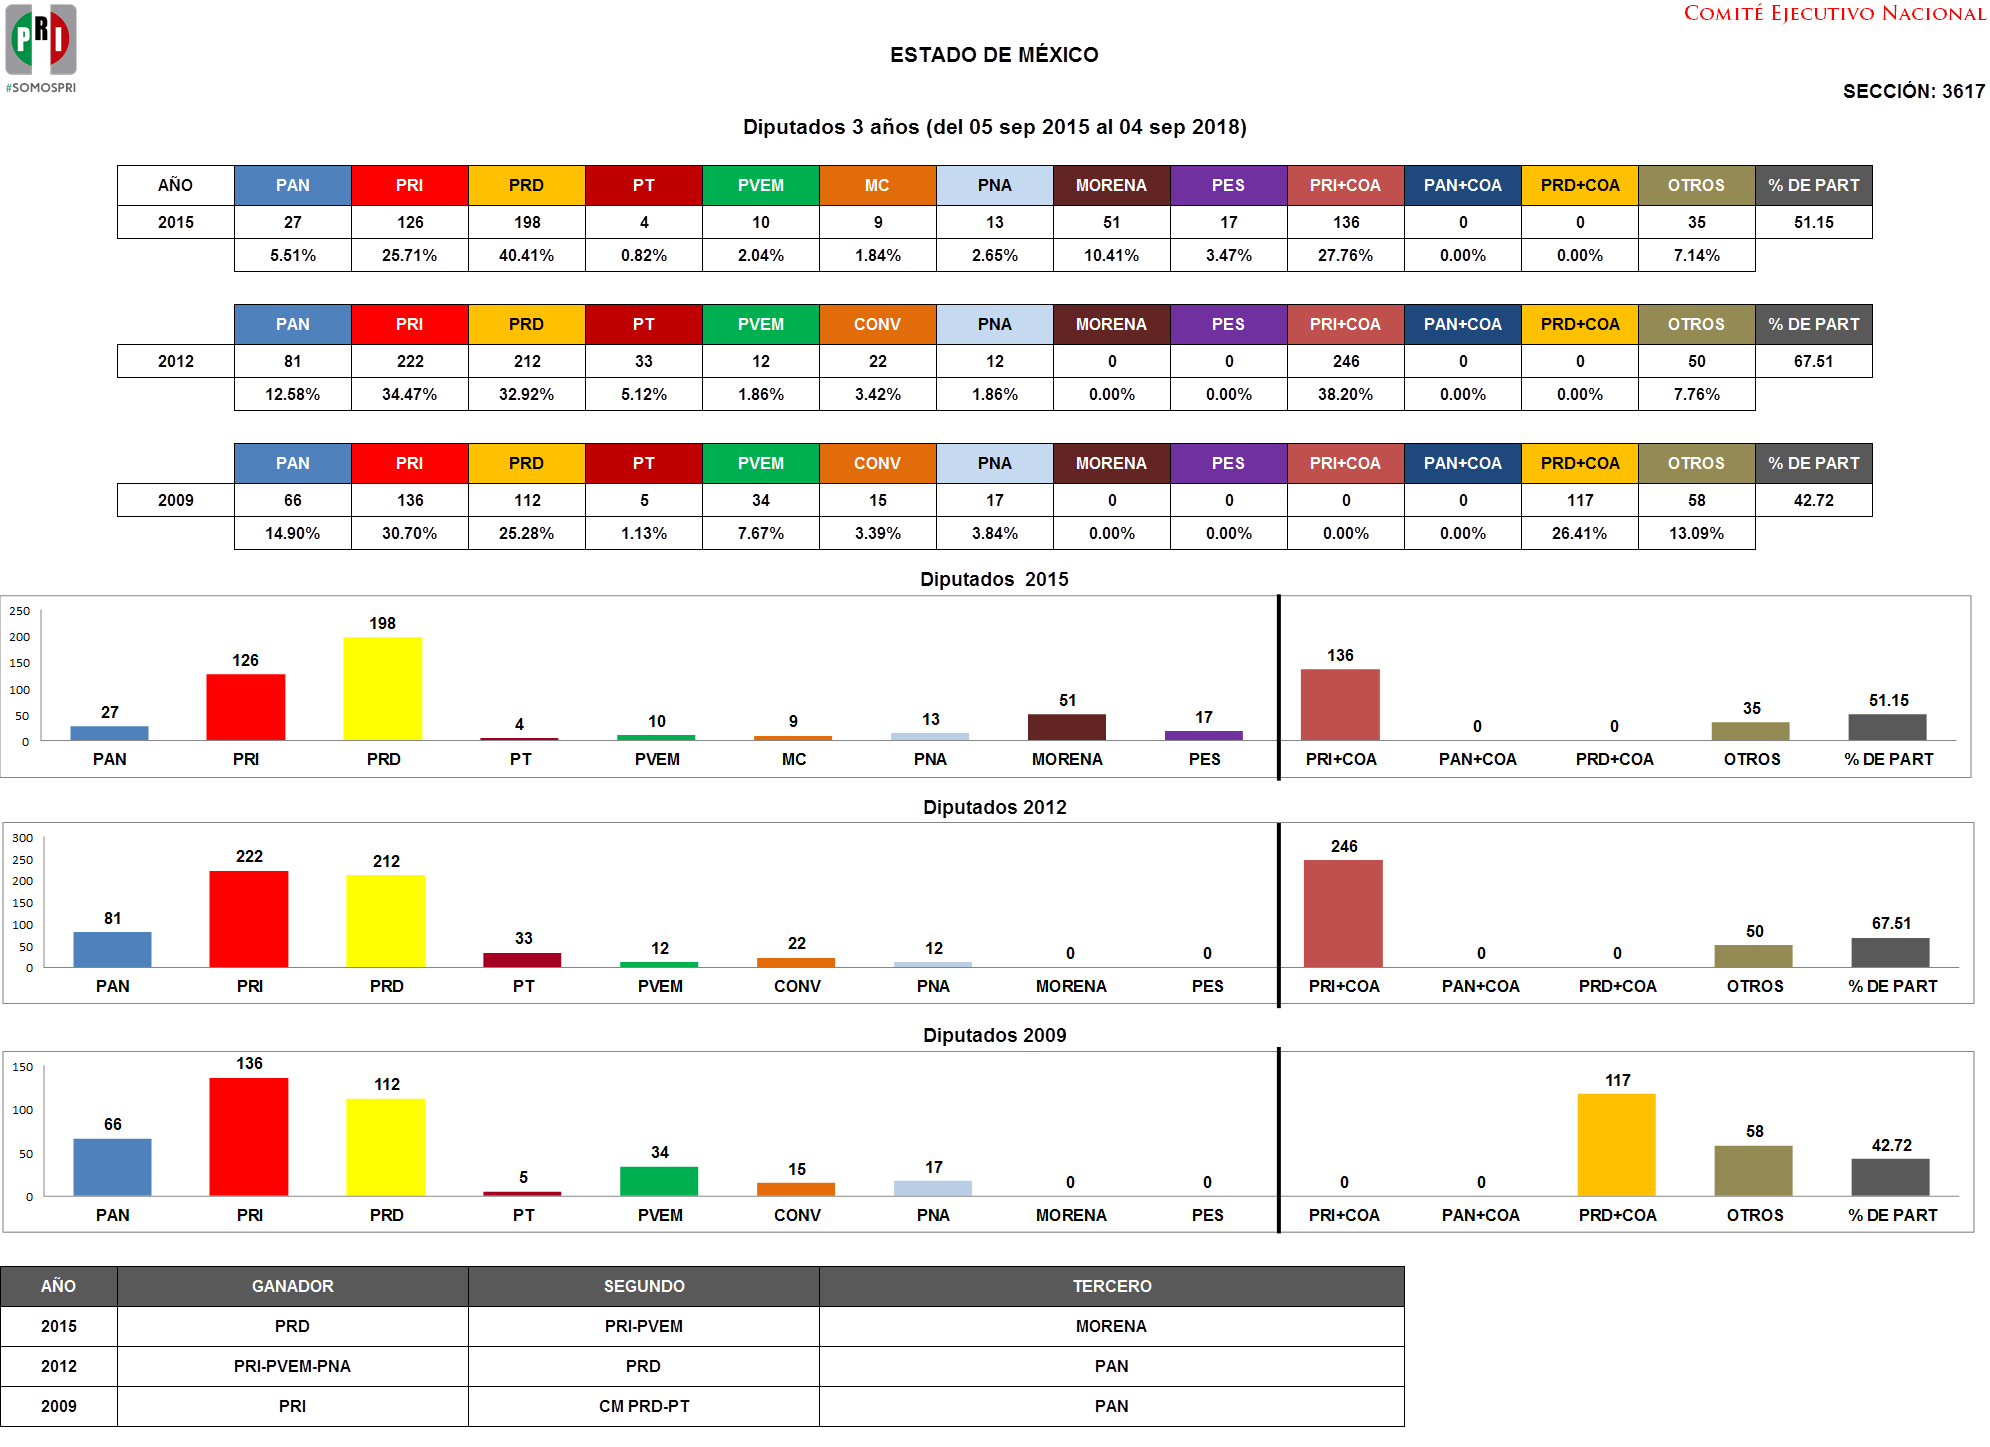 PRI
#SOMOSPRI
COMITÉ EJECUTIVO NACIONAL
ESTADO DE MÉXICO
SECCIÓN: 3617
Diputados 3 años (del 05 sep 2015 al 04 sep 2018)
AÑO PAN PRI PRD PT PVEM MC PNA MORENA PES PRI+COA PAN+COA PRD+COA OTROS % DE PART
2015 27 126 198 4 10 9 13 51 17 136 0 0 35 51.15
5.51% 25.71% 40.41% 0.82% 2.04% 1.84% 2.65% 10.41% 3.47% 27.76% 0.00% 0.00% 7.14%
PAN PRI PRD PT PVEM CONV PNA MORENA PES PRI+COA PAN+COA PRD+COA OTROS % DE PART
2012 81 222 212 33 12 22 12 0 0 246 0 0 50 67.51
12.58% 34.47% 32.92% 5.12% 1.86% 3.42% 1.86% 0.00% 0.00% 38.20% 0.00% 0.00% 7.76%
PAN PRI PRD PT PVEM CONV PNA MORENA PES PRI+COA PAN+COA PRD+COA OTROS % DE PART
2009 66 136 112 5 34 15 17 0 0 0 0 117 58 42.72
14.90% 30.70% 25.28% 1.13% 7.67% 3.39% 3.84% 0.00% 0.00% 0.00% 0.00% 26.41% 13.09%
Diputados 2015
250
200
150
100
50
0
27 126 198 4 10 9 13 51 17 136 0 0 35 51.15
PAN PRI PRD PT PVEM MC PNA MORENA PES PRI+COA PAN+COA PRD+COA OTROS % DE PART
Diputados 2012
300
250
200
150
100
50
0
81 222 212 33 12 22 12 0 0 246 0 0 50 67.51
PAN PRI PRD PT PVEM CONV PNA MORENA PES PRI+COA PAN+COA PRD+COA OTROS % DE PART
Diputados 2009
150
100
50
0
66 136 112 5 34 15 17 0 0 0 0 117 58 42.72
PAN PRI PRD PT PVEM CONV PNA MORENA PES PRI+COA PAN+COA PRD+COA OTROS % DE PART
AÑO GANADOR SEGUNDO TERCERO
2015 PRD PRI-PVEM MORENA
2012 PRI-PVEM-PNA PRD PAN
2009 PRI CM PRD-PT PAN